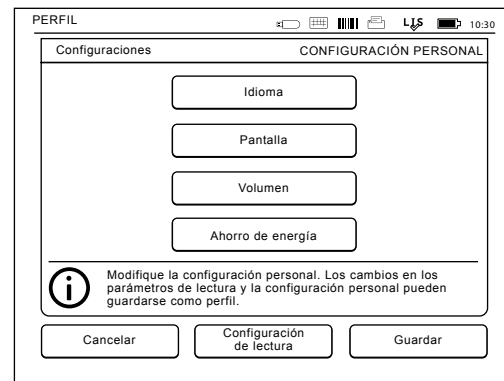 PERFIL
LIS 10:30
Configuraciones CONFIGURACIÓN PERSONAL
Idioma
Pantalla
Volumen
Ahorro de energía
Modifique la configuración personal. Los cambios en los
parámetros de lectura y la configuración personal pueden
guardarse como perfil.
Cancelar
Configuración
de lectura
Guardar